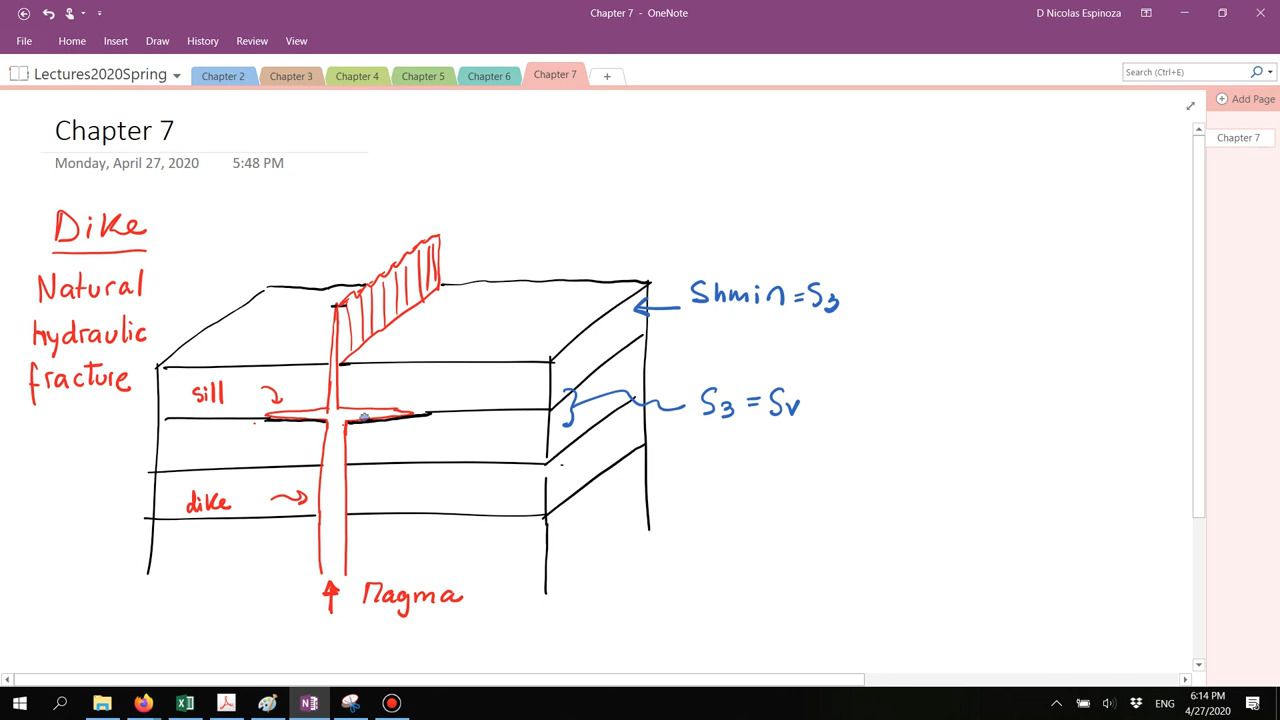 Chapter 7 - OneNote
D Nicolas Espinoza
File Home Insert Draw History Review View
Lectures2020Spring
Chapter 2 Chapter 3 Chapter 4 Chapter 5 Chapter 6 Chapter 7
Search (Ctrl+E)
Add Page
Chapter 7
Chapter 7
Monday, April 27, 2020 5:48 PM
Dike
Natural
hydraulic
fracture
Shmin = S3
sill
S3 = Sv
dike
Magma
ENG
6:14 PM
4/27/2020